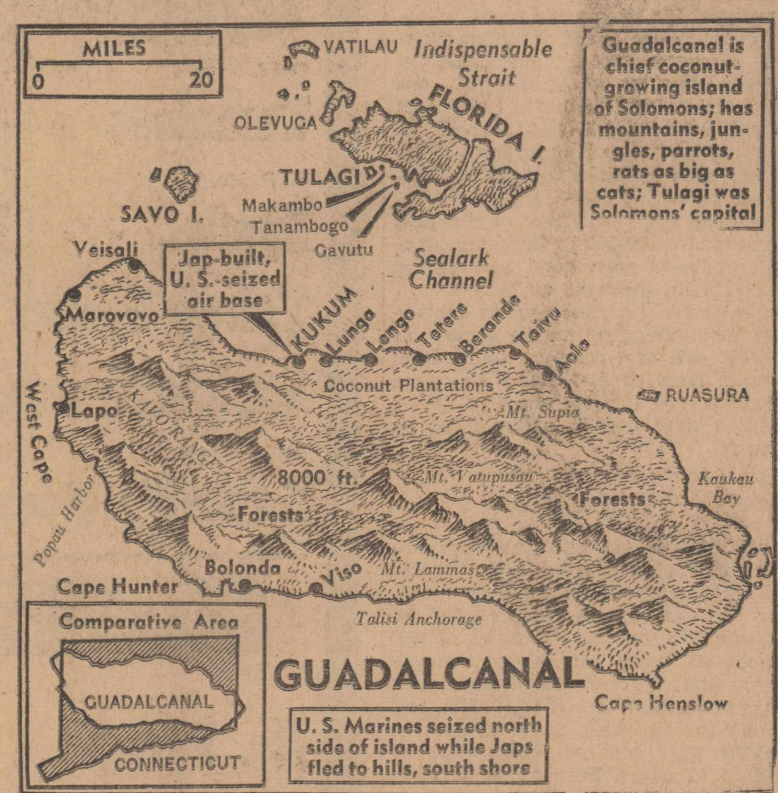 MILES
0 20
VATILAU
Indispensable
Strait
OLEVUGA
FLORIDA I.
Guadalcanal is
chief coconut-
growing island
of Solomons; has
mountains, jun-
gles, parrots,
rats as big as
cats; Tulagi was
Solomons' capital
TULAGI
SAVO I.
Makambo
Tanambogo
Gavutu
Sealark
Channel
Veisali
Jap-built,
U. S.-seized
air base
Marovovo
KUKUM
Lunga
Lengo
Tetere
Berande
Taivu
Aola
Coconut Plantations
RUASURA
West Cape
Lapo
KAVO RANGE
Mt. Supia
8000 ft.
Mt. Vatupusau
Forests
Kaukau
Bay
Popau Harbor
Forests
Bolonda
Viso
Mt. Lammas
Cape Hunter
Talisi Anchorage
Comparative Area
GUADALCANAL
CONNECTICUT
GUADALCANAL
Cape Henslow
U. S. Marines seized north
side of island while Japs
fled to hills, south shore